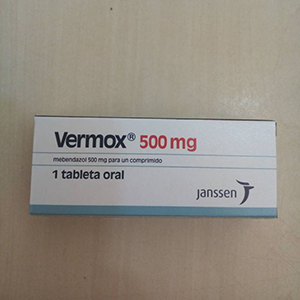 Vermox® 500 mg
mebendazol 500 mg para un comprimido
1 tableta oral
janssen